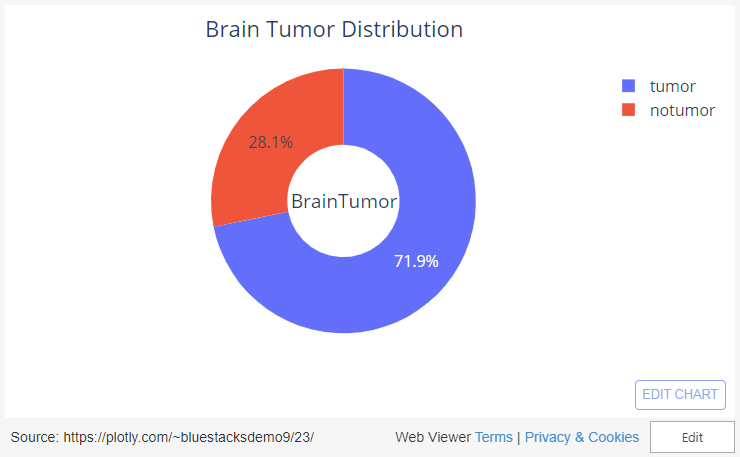 Brain Tumor Distribution
tumor
notumor
28.1%
BrainTumor
71.9%
EDIT CHART
Source: https://plotly.com/~bluestacksdemo9/23/ Web Viewer Terms | Privacy & Cookies Edit